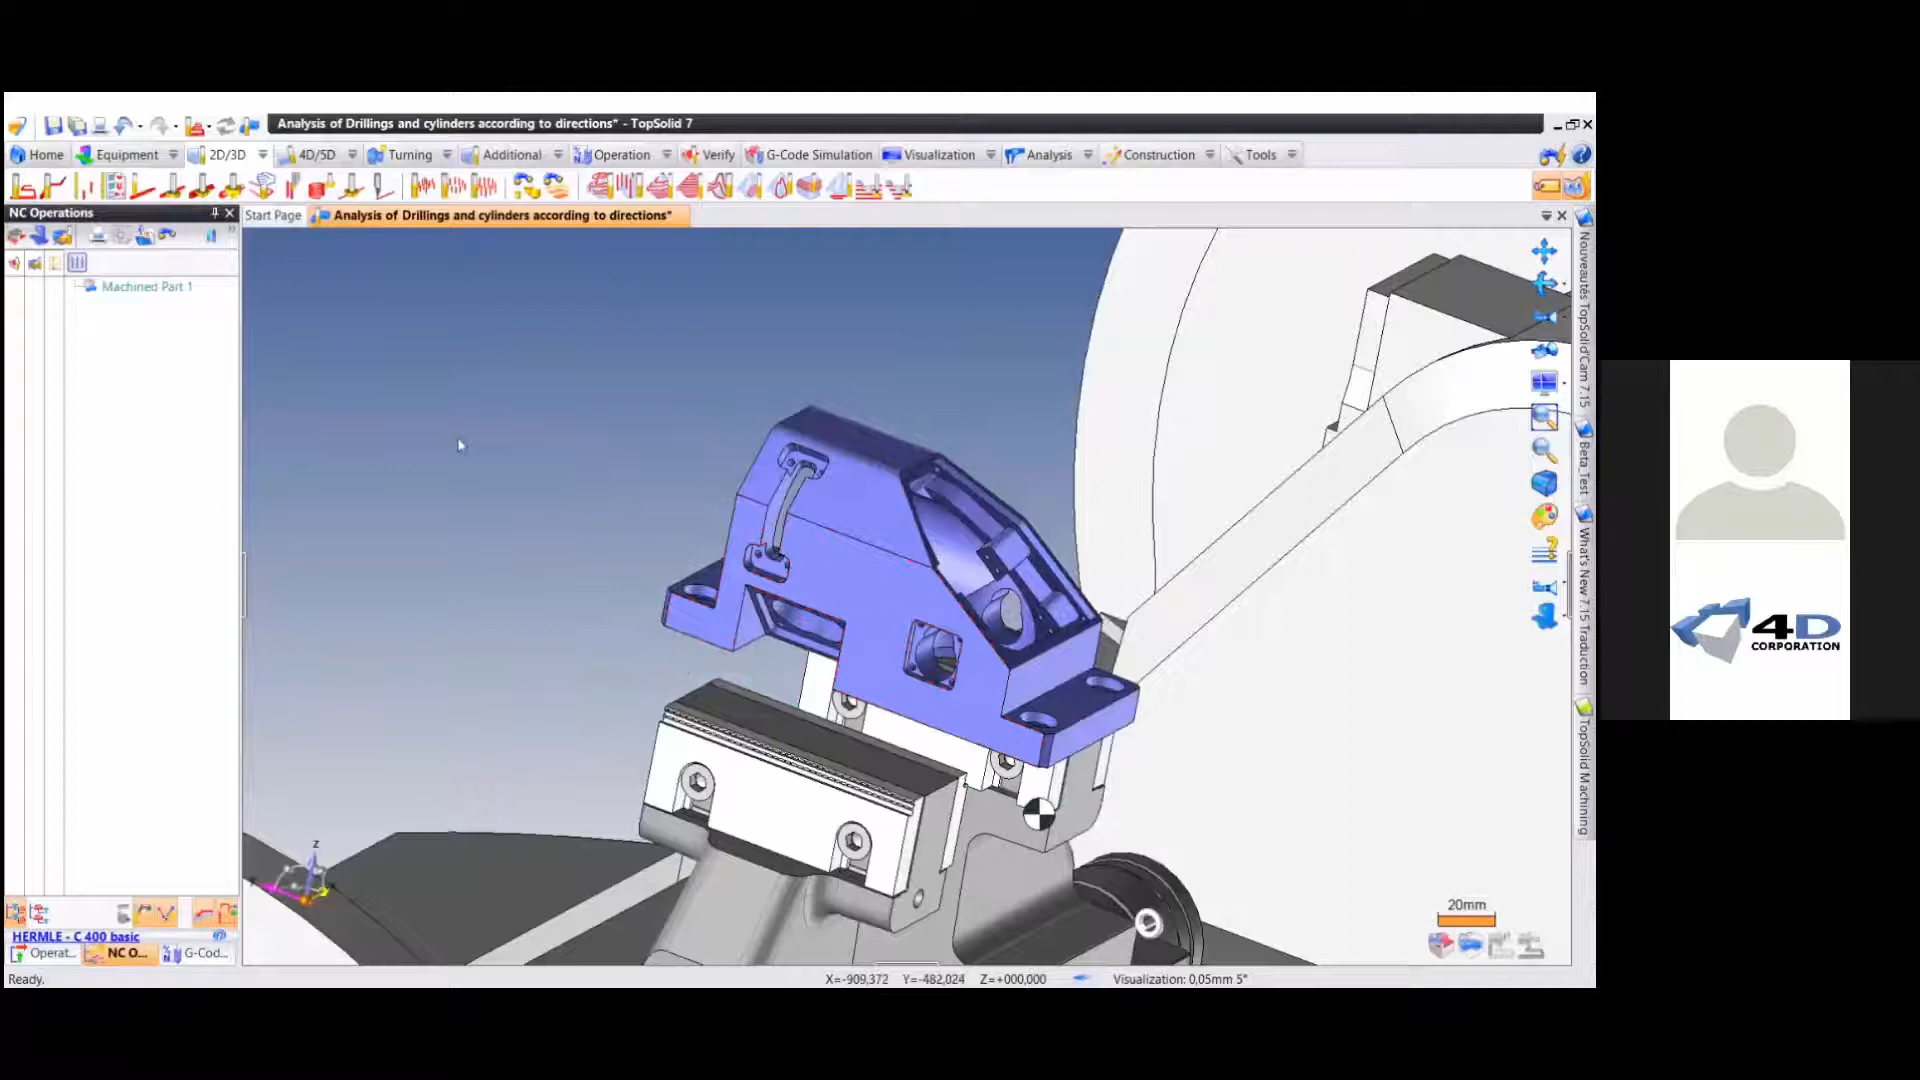 Analysis of Drillings and cylinders according to directions* - TopSolid 7
Home Equipment 2D/3D 4D/5D Turning Additional Operation Verify G-Code Simulation Visualization Analysis Construction Tools
NC Operations
Start Page
Analysis of Drillings and cylinders according to directions*
Machined Part 1
Nouveautés TopSolid'Cam 7.15
Beta_Test
What's New 7.15 Traduction
TopSolid Machining
4D
CORPORATION
z
20mm
HERMLE - C 400 basic
Operat... NC O... G-Cod...
Ready.
X=-909,372 Y=-482,024 Z=+000,000
Visualization: 0,05mm 5°